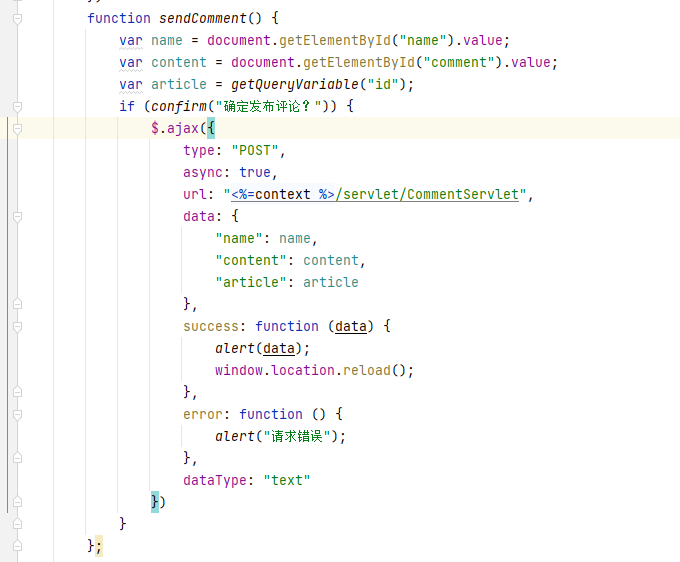 function sendComment() {
var name = document.getElementById("name").value;
var content = document.getElementById("comment").value;
var article = getQueryVariable("id");
if (confirm("确定发布评论？")) {
$.ajax({
type: "POST",
async: true,
url: "<%=context %>/servlet/CommentServlet",
data: {
"name": name,
"content": content,
"article": article
},
success: function (data) {
alert(data);
window.location.reload();
},
error: function () {
alert("请求错误");
},
dataType: "text"
})
}
};